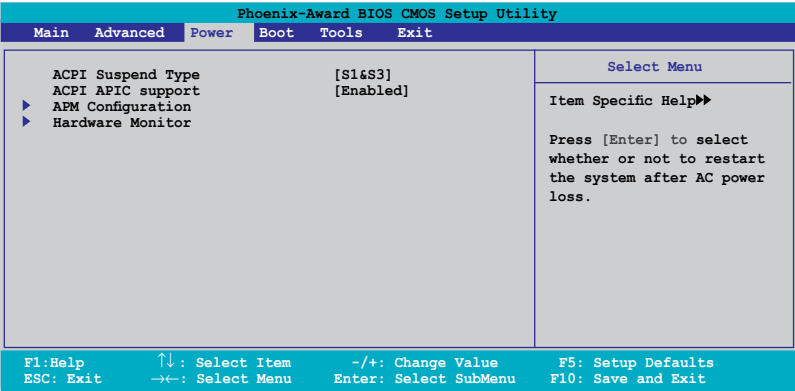 Phoenix-Award BIOS CMOS Setup Utility
Main Advanced Power Boot Tools Exit
ACPI Suspend Type [S1&S3]
ACPI APIC support [Enabled]
APM Configuration
Hardware Monitor
Select Menu
Item Specific Help
Press [Enter] to select
whether or not to restart
the system after AC power
loss.
F1:Help ↑↓: Select Item -/+: Change Value F5: Setup Defaults
ESC: Exit →←: Select Menu Enter: Select SubMenu F10: Save and Exit